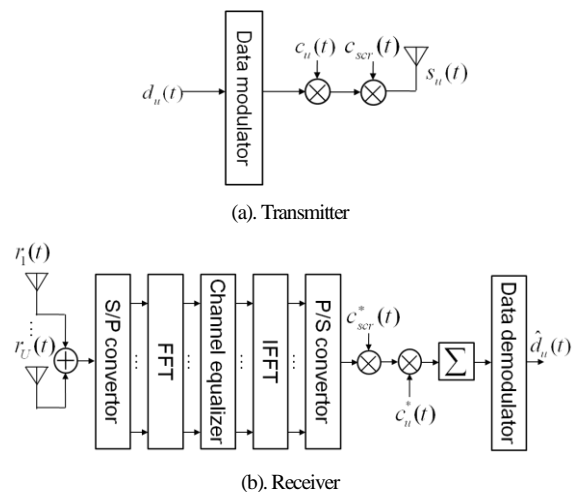 d_u(t)
Data modulator
c_u(t)
c_scr(t)
s_u(t)
(a). Transmitter
r_1(t)
⋮
r_U(t)
S/P convertor
...
FFT
...
Channel equalizer
...
IFFT
...
P/S convertor
c*_scr(t)
c*_u(t)
Σ
Data demodulator
d̂_u(t)
(b). Receiver